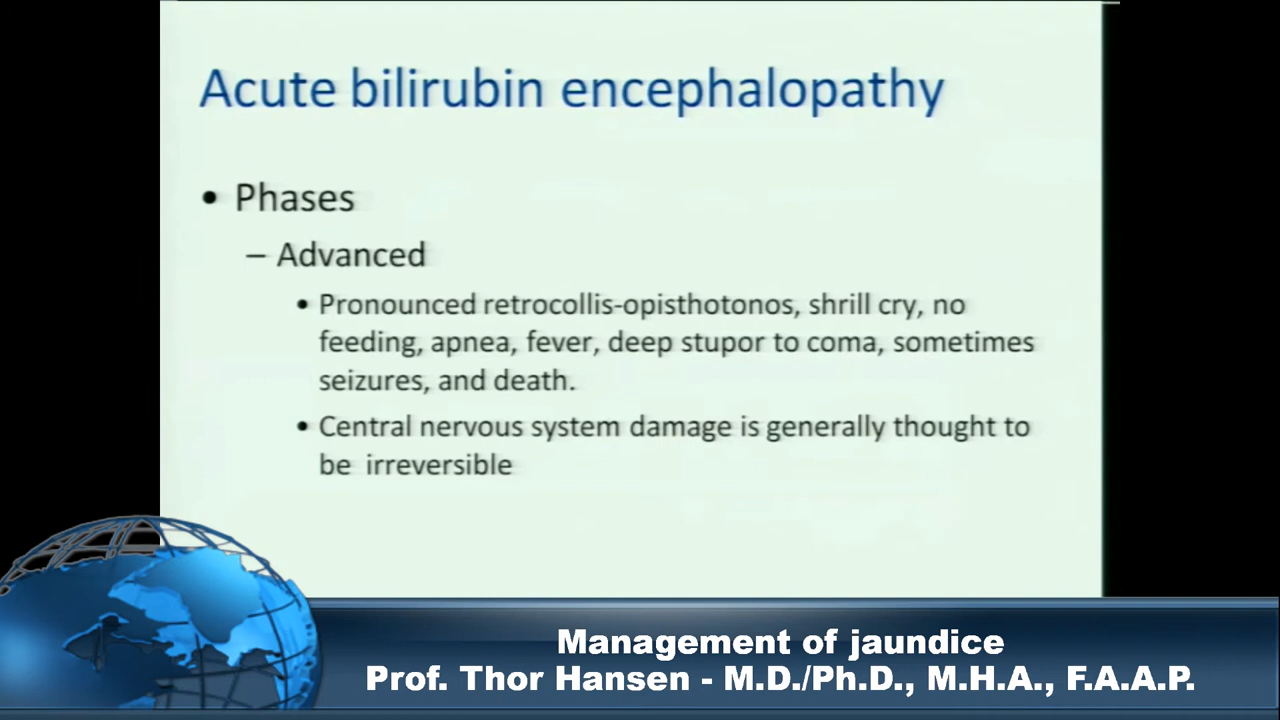 Acute bilirubin encephalopathy
• Phases
– Advanced
• Pronounced retrocollis-opisthotonos, shrill cry, no
feeding, apnea, fever, deep stupor to coma, sometimes
seizures, and death.
• Central nervous system damage is generally thought to
be irreversible
Management of jaundice
Prof. Thor Hansen - M.D./Ph.D., M.H.A., F.A.A.P.